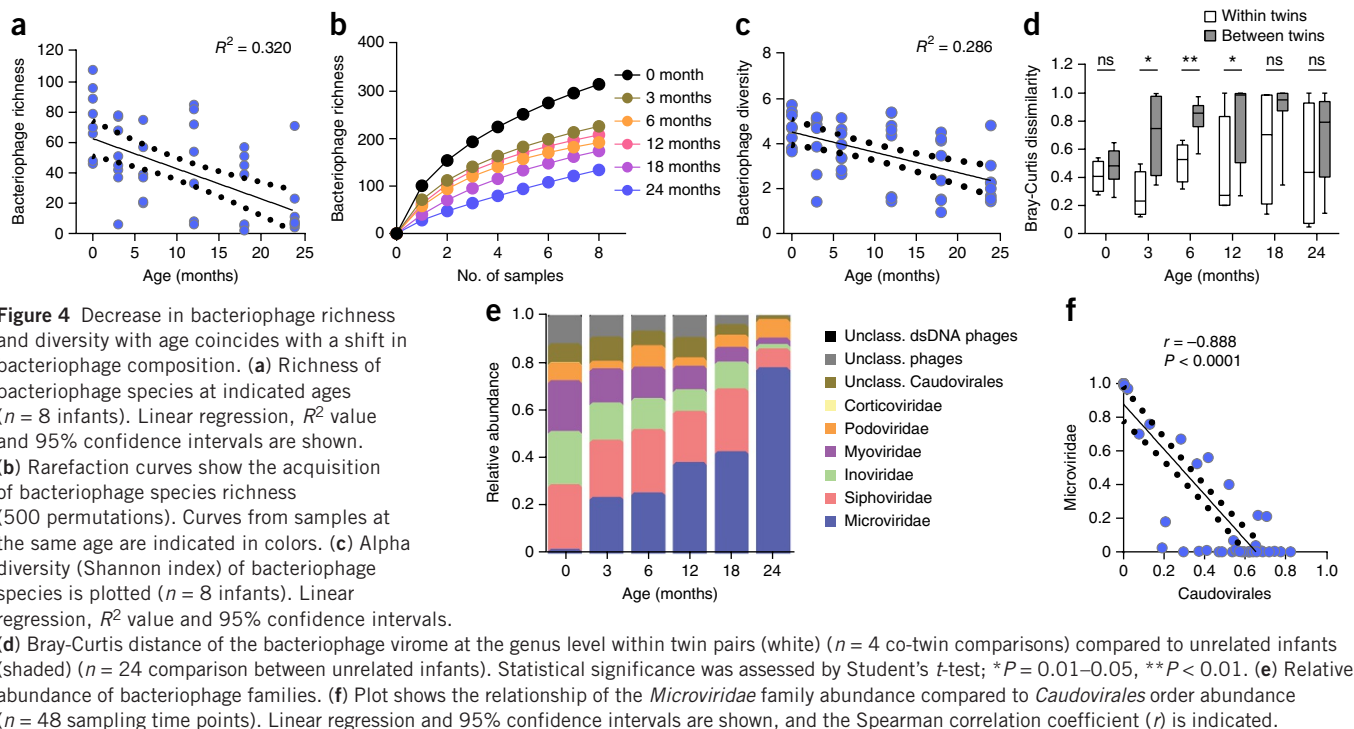 a
R² = 0.320
Bacteriophage richness
120
100
80
60
40
20
0
0 5 10 15 20 25
Age (months)
b
Bacteriophage richness
400
300
200
100
0
0 2 4 6 8
No. of samples
0 month
3 months
6 months
12 months
18 months
24 months
c
R² = 0.286
Bacteriophage diversity
8
6
4
2
0
0 5 10 15 20 25
Age (months)
d
Within twins
Between twins
ns * ** * ns ns
Bray-Curtis dissimilarity
1.2
1.0
0.8
0.6
0.4
0.2
0
0 3 6 12 18 24
Age (months)
Figure 4 Decrease in bacteriophage richness
and diversity with age coincides with a shift in
bacteriophage composition. (a) Richness of
bacteriophage species at indicated ages
(n = 8 infants). Linear regression, R² value
and 95% confidence intervals are shown.
(b) Rarefaction curves show the acquisition
of bacteriophage species richness
(500 permutations). Curves from samples at
the same age are indicated in colors. (c) Alpha
diversity (Shannon index) of bacteriophage
species is plotted (n = 8 infants). Linear
regression, R² value and 95% confidence intervals.
(d) Bray-Curtis distance of the bacteriophage virome at the genus level within twin pairs (white) (n = 4 co-twin comparisons) compared to unrelated infants
(shaded) (n = 24 comparison between unrelated infants). Statistical significance was assessed by Student's t-test; *P = 0.01–0.05, **P < 0.01. (e) Relative
abundance of bacteriophage families. (f) Plot shows the relationship of the Microviridae family abundance compared to Caudovirales order abundance
(n = 48 sampling time points). Linear regression and 95% confidence intervals are shown, and the Spearman correlation coefficient (r) is indicated.
e
Relative abundance
1.0
0.8
0.6
0.4
0.2
0
0 3 6 12 18 24
Age (months)
Unclass. dsDNA phages
Unclass. phages
Unclass. Caudovirales
Corticoviridae
Podoviridae
Myoviridae
Inoviridae
Siphoviridae
Microviridae
f
r = –0.888
P < 0.0001
Microviridae
1.0
0.8
0.6
0.4
0.2
0
0 0.2 0.4 0.6 0.8 1.0
Caudovirales